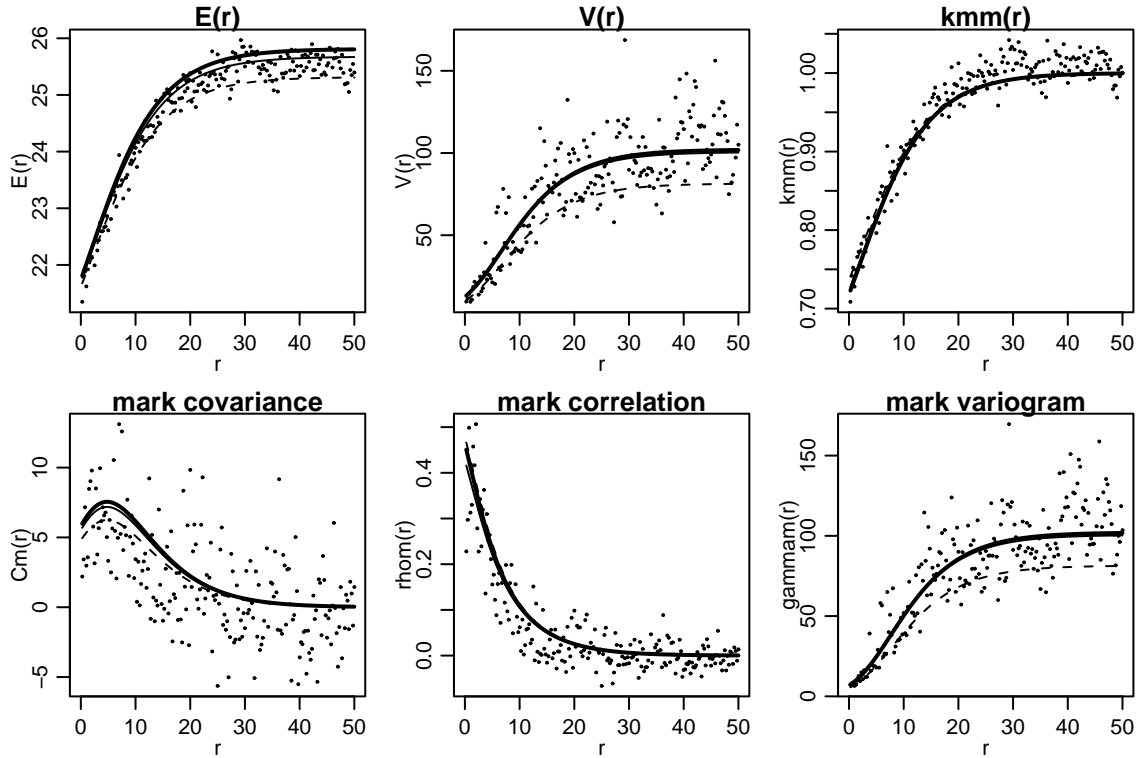 E(r)
E(r)
22 23 24 25 26
0 10 20 30 40 50
r
V(r)
V(r)
50 100 150
0 10 20 30 40 50
r
kmm(r)
kmm(r)
0.70 0.80 0.90 1.00
0 10 20 30 40 50
r
mark covariance
Cm(r)
−5 0 5 10
0 10 20 30 40 50
r
mark correlation
rhom(r)
0.0 0.2 0.4
0 10 20 30 40 50
r
mark variogram
gammam(r)
0 50 100 150
0 10 20 30 40 50
r